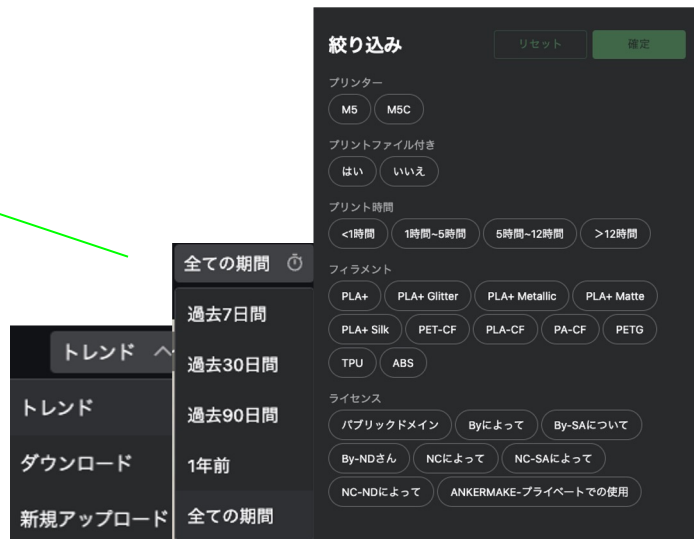 トレンド
トレンド
ダウンロード
新規アップロード
全ての期間
過去7日間
過去30日間
過去90日間
1年前
全ての期間
絞り込み リセット 確定
プリンター
M5 M5C
プリントファイル付き
はい いいえ
プリント時間
<1時間 1時間~5時間 5時間~12時間 >12時間
フィラメント
PLA+ PLA+ Glitter PLA+ Metallic PLA+ Matte
PLA+ Silk PET-CF PLA-CF PA-CF PETG
TPU ABS
ライセンス
パブリックドメイン Byによって By-SAについて
By-NDさん NCによって NC-SAによって
NC-NDによって ANKERMAKE-プライベートでの使用